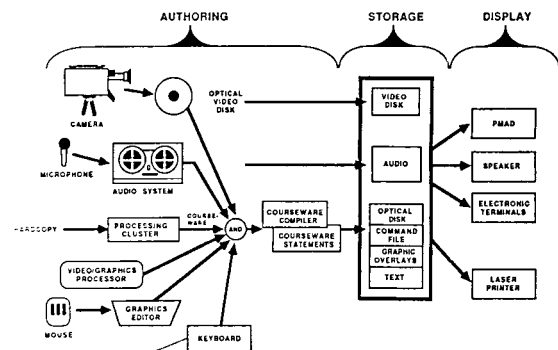 AUTHORING
STORAGE
DISPLAY
CAMERA
OPTICAL
VIDEO
DISK
VIDEO
DISK
PMAD
MICROPHONE
AUDIO SYSTEM
AUDIO
SPEAKER
ELECTRONIC
TERMINALS
HARDCOPY
PROCESSING
CLUSTER
COURSE-
WARE
AND
COURSEWARE
COMPILER
COURSEWARE
STATEMENTS
OPTICAL
DISK
COMMAND
FILE
GRAPHIC
OVERLAYS
TEXT
VIDEO/GRAPHICS
PROCESSOR
LASER
PRINTER
MOUSE
GRAPHICS
EDITOR
KEYBOARD